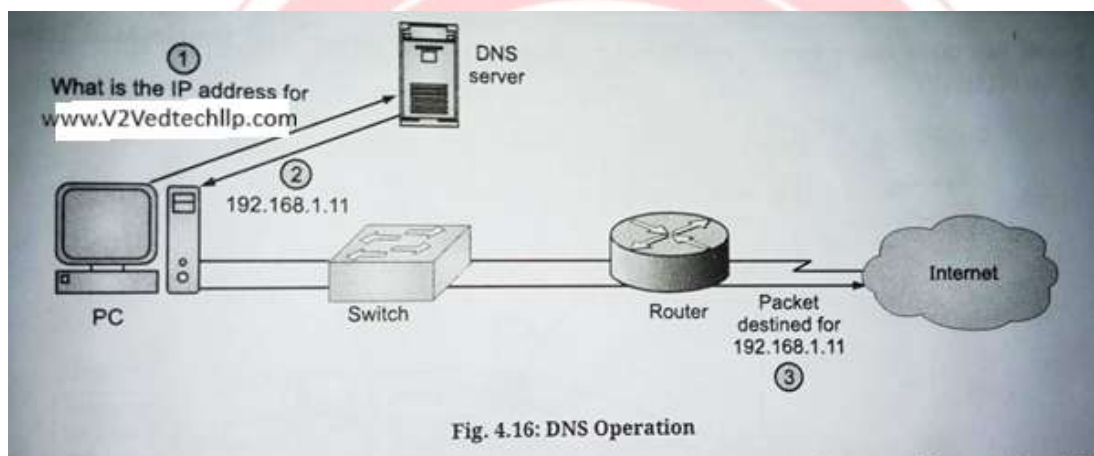 1
What is the IP address for
www.V2Vedtechllp.com
DNS
server
2
192.168.1.11
PC
Switch
Router
Packet
destined for
192.168.1.11
3
Internet
Fig. 4.16: DNS Operation